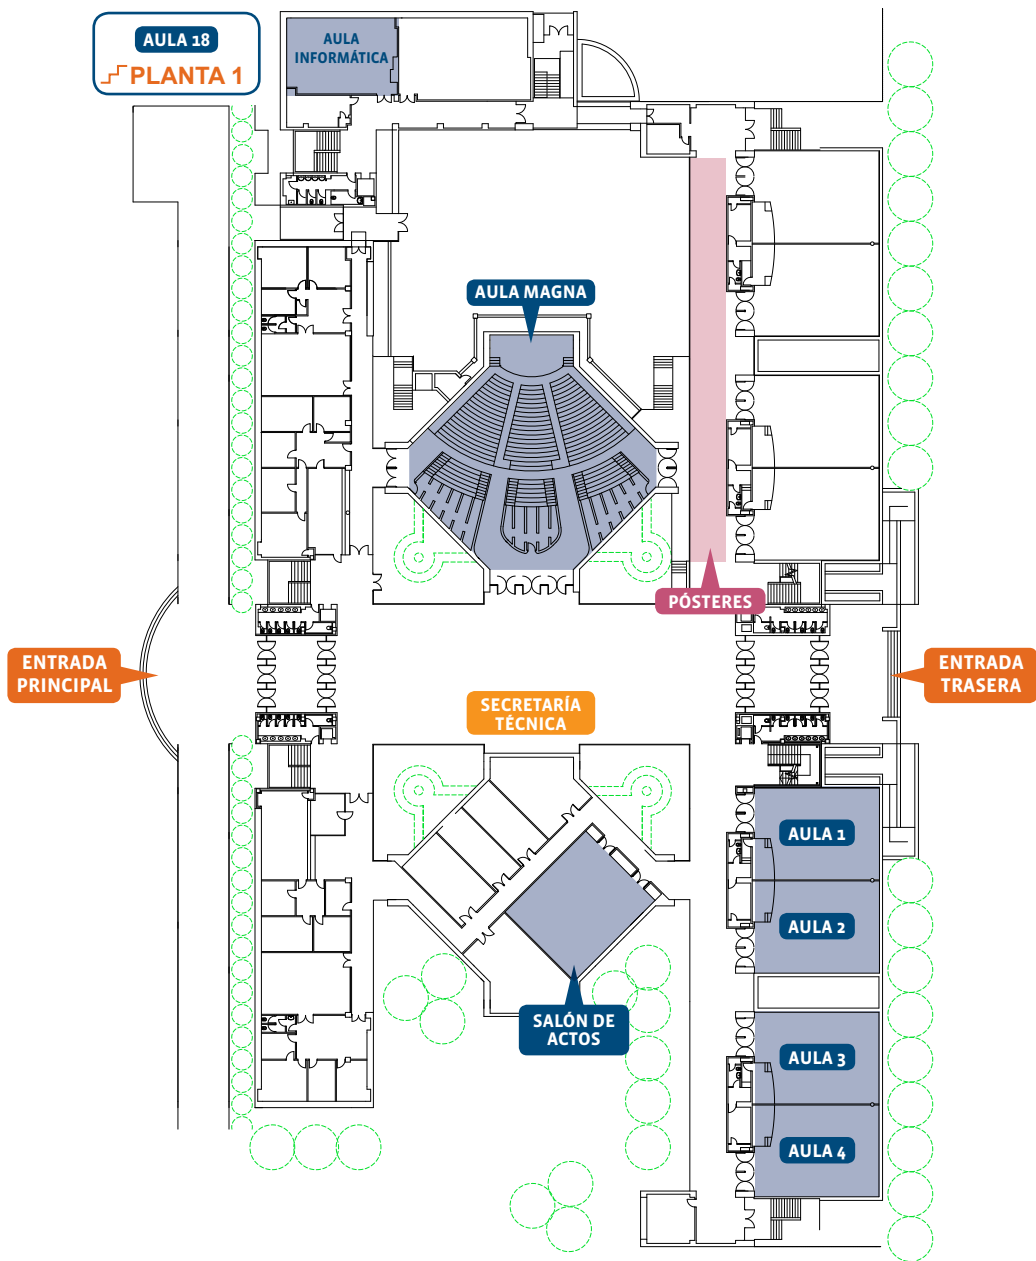 AULA 18
PLANTA 1
AULA
INFORMÁTICA
AULA MAGNA
PÓSTERES
ENTRADA
PRINCIPAL
ENTRADA
TRASERA
SECRETARÍA
TÉCNICA
AULA 1
AULA 2
SALÓN DE
ACTOS
AULA 3
AULA 4